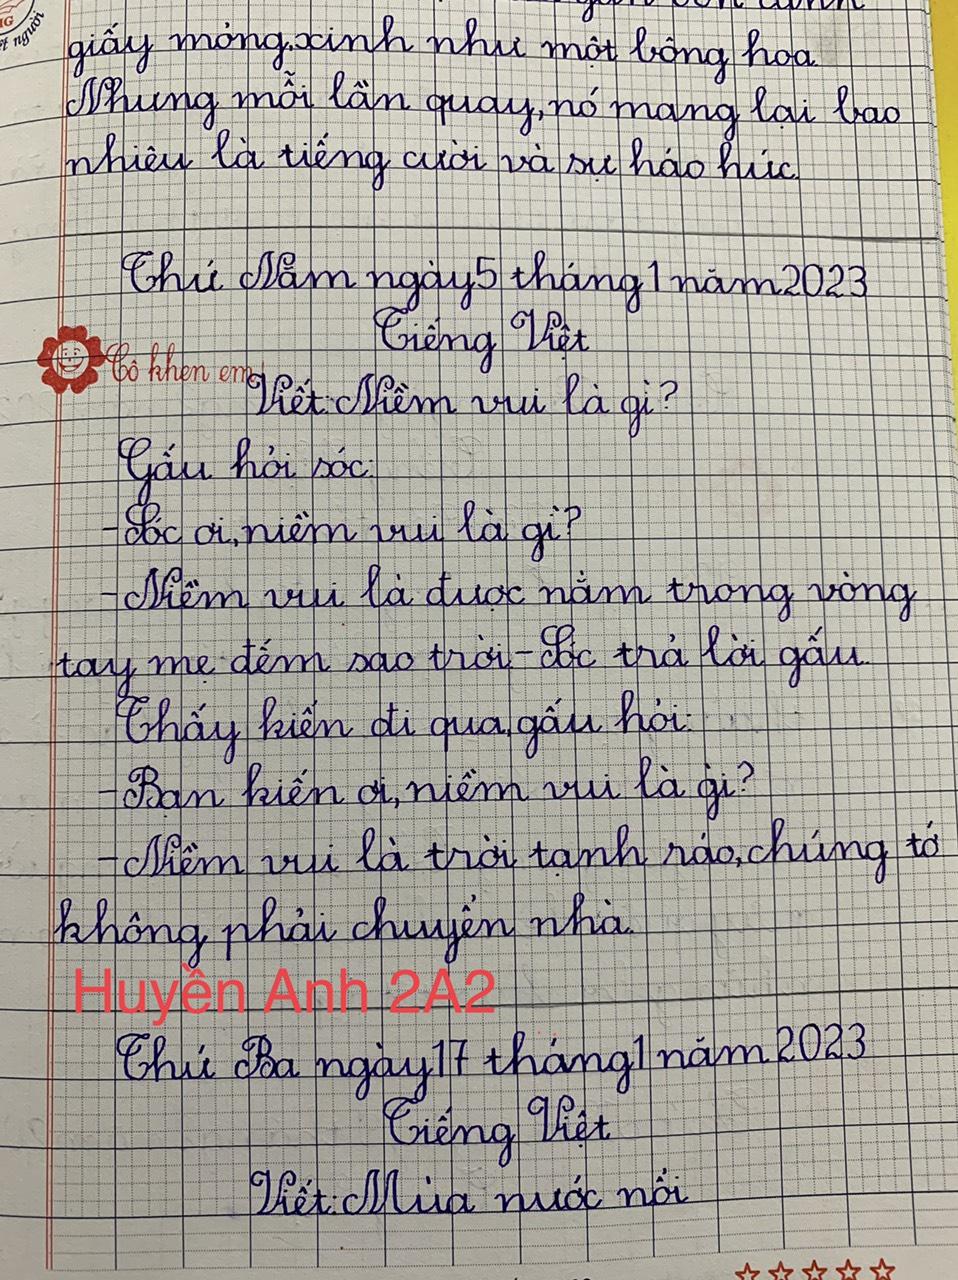 giấy mỏng, xinh như một bông hoa.
Nhưng mỗi lần quay, nó mang lại bao
nhiêu là tiếng cười và sự háo hức.
Thứ Năm ngày 5 tháng 1 năm 2023
Tiếng Việt
Cô khen em
Viết: Niềm vui là gì?
Gấu hỏi sóc:
- Sóc ơi, niềm vui là gì?
- Niềm vui là được nằm trong vòng
tay mẹ đếm sao trời - Sóc trả lời gấu.
Thấy kiến đi qua, gấu hỏi:
- Bạn kiến ơi, niềm vui là gì?
- Niềm vui là trời tạnh ráo, chúng tớ
không phải chuyển nhà.
Huyền Anh 2A2
Thứ Ba ngày 17 tháng 1 năm 2023
Tiếng Việt
Viết: Mùa nước nổi